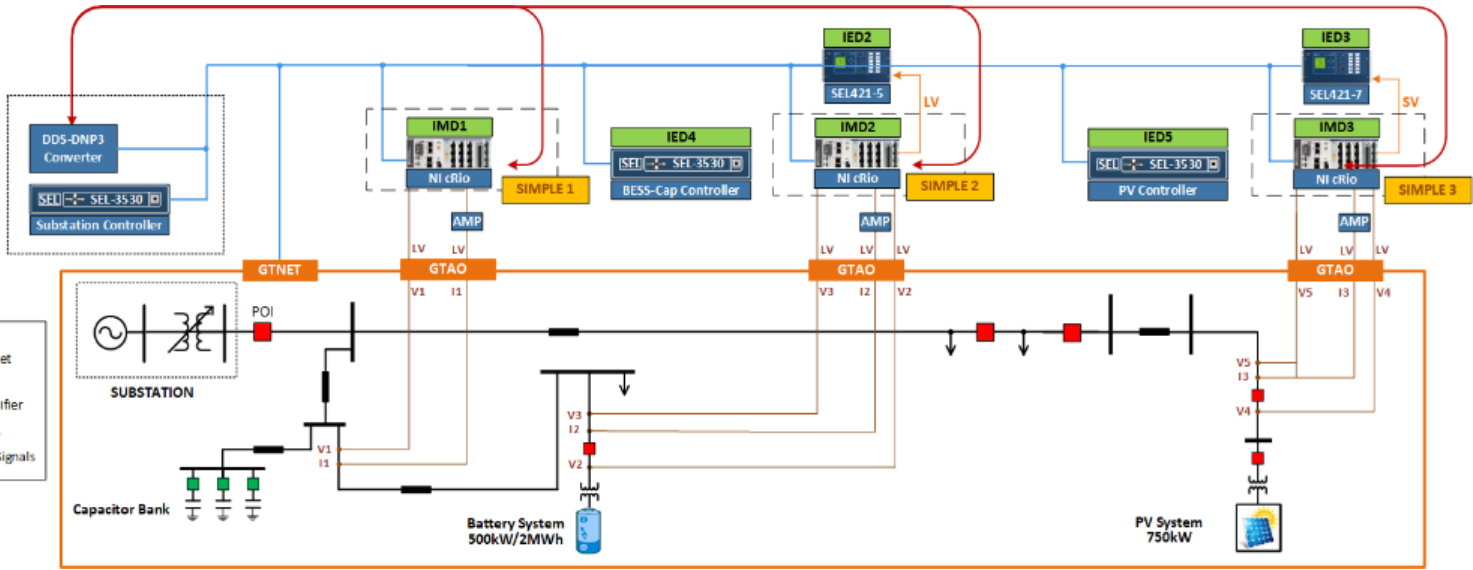 IED2
SEL421-5
IED3
SEL421-7
LV
SV
DDS-DNP3
Converter
SEL SEL-3530
Substation Controller
IMD1
NI cRio
SIMPLE 1
IED4
SEL SEL-3530
BESS-Cap Controller
IMD2
NI cRio
SIMPLE 2
IED5
SEL SEL-3530
PV Controller
IMD3
NI cRio
SIMPLE 3
AMP
AMP
AMP
LV LV
LV LV LV
LV LV LV
GTNET
GTAO
GTAO
GTAO
V1 I1
V3 I2 V2
V5 I3 V4
POI
SUBSTATION
et
ifier
Signals
V5
I3
V4
V3
I2
V2
V1
I1
Capacitor Bank
Battery System
500kW/2MWh
PV System
750kW